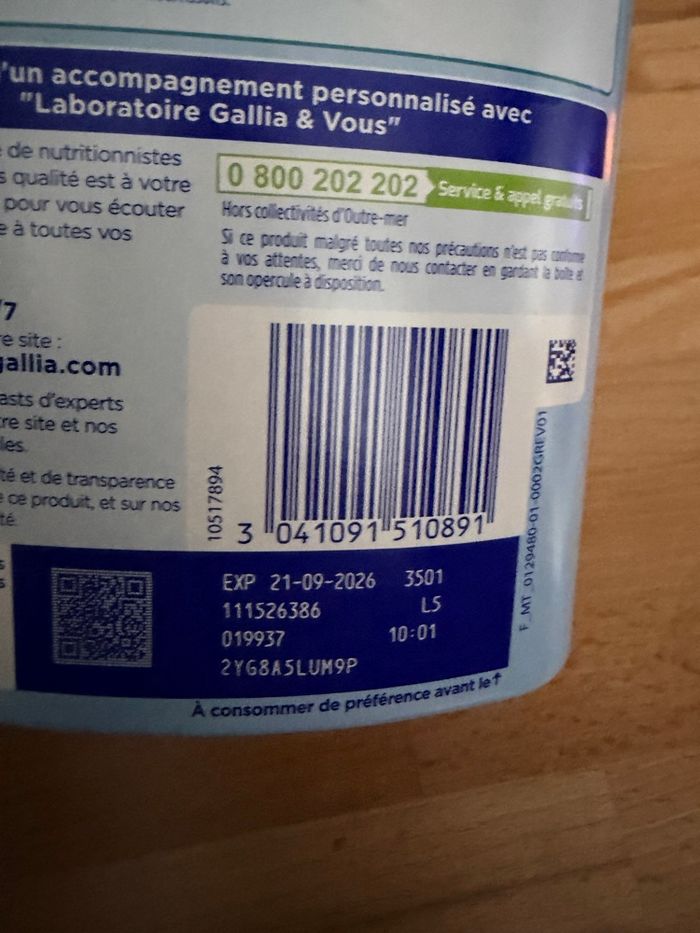 'un accompagnement personnalisé avec
"Laboratoire Gallia & Vous"
de nutritionnistes
qualité est à votre
pour vous écouter
à toutes vos
0 800 202 202 Service & appel gratuits
Hors collectivités d'Outre-mer
Si ce produit malgré toutes nos précautions n'est pas conforme
à vos attentes, merci de nous contacter en gardant la boîte et
son opercule à disposition.
/7
re site :
gallia.com
asts d'experts
re site et nos
les.
té et de transparence
ce produit, et sur nos
té.
10517894
3 041091 510891
F_MT_0129480-01-0002GREV01
EXP 21-09-2026 3501
111526386 L5
019937 10:01
2YG8A5LUM9P
À consommer de préférence avant le↑